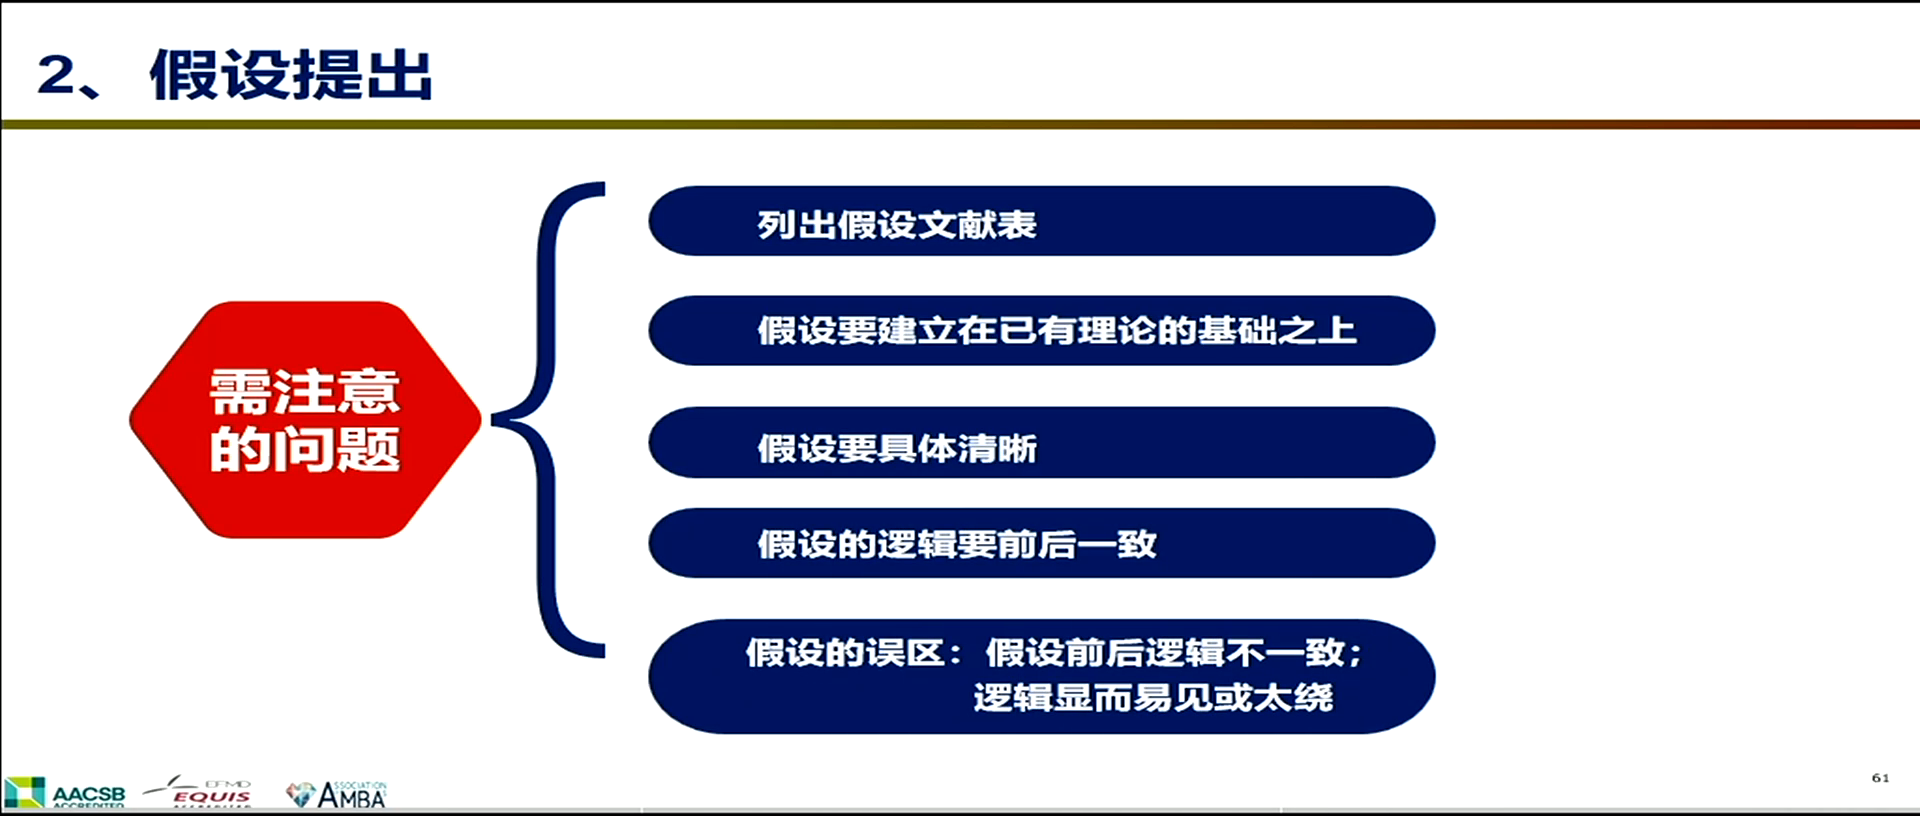 2、假设提出
需注意
的问题
列出假设文献表
假设要建立在已有理论的基础之上
假设要具体清晰
假设的逻辑要前后一致
假设的误区：假设前后逻辑不一致；
逻辑显而易见或太绕
AACSB
ACCREDITED
EFMD
EQUIS
ASSOCIATION
AMBA
61